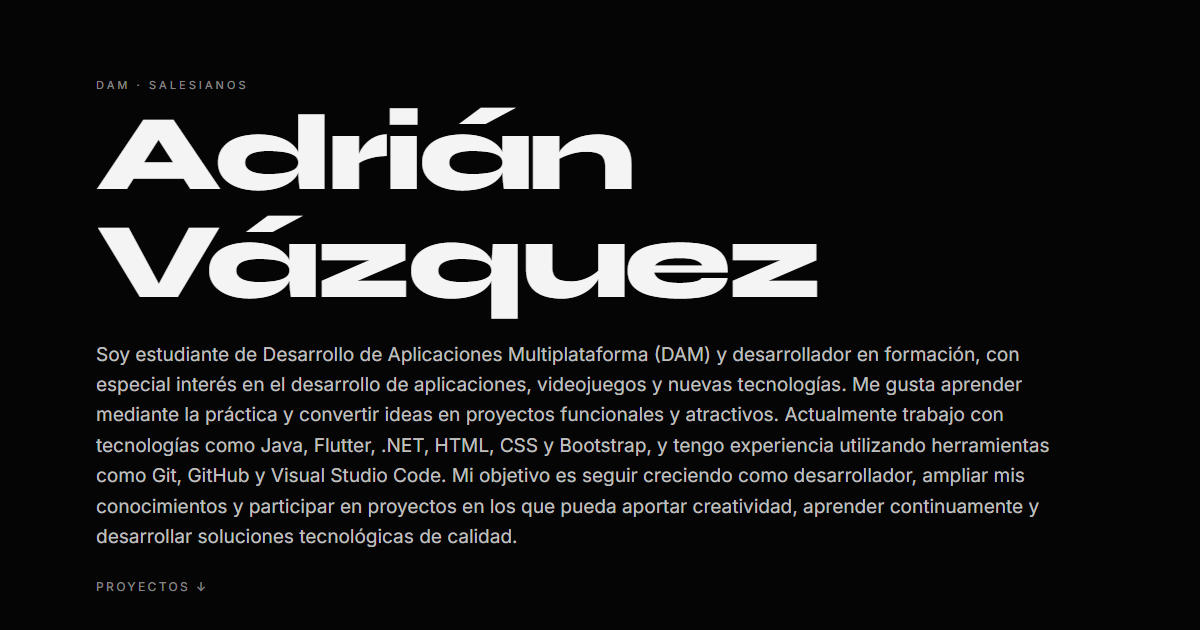 DAM · SALESIANOS
Adrián
Vázquez
Soy estudiante de Desarrollo de Aplicaciones Multiplataforma (DAM) y desarrollador en formación, con
especial interés en el desarrollo de aplicaciones, videojuegos y nuevas tecnologías. Me gusta aprender
mediante la práctica y convertir ideas en proyectos funcionales y atractivos. Actualmente trabajo con
tecnologías como Java, Flutter, .NET, HTML, CSS y Bootstrap, y tengo experiencia utilizando herramientas
como Git, GitHub y Visual Studio Code. Mi objetivo es seguir creciendo como desarrollador, ampliar mis
conocimientos y participar en proyectos en los que pueda aportar creatividad, aprender continuamente y
desarrollar soluciones tecnológicas de calidad.
PROYECTOS ↓